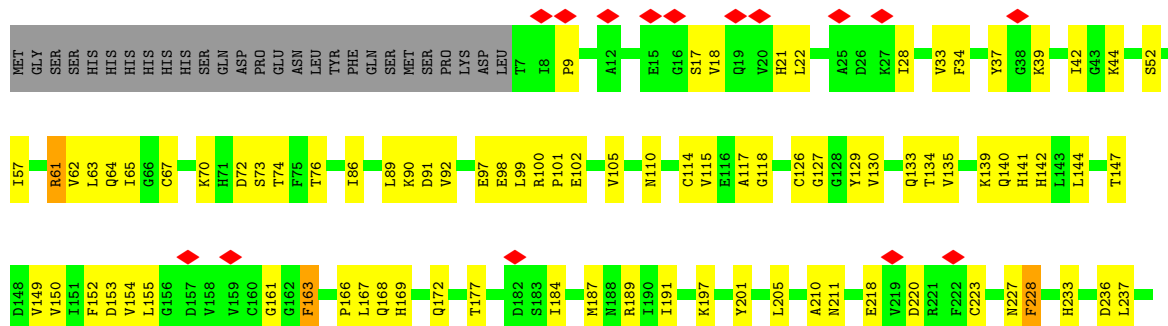 MET GLY SER SER HIS HIS HIS HIS HIS HIS SER GLN ASP PRO GLU ASN LEU TYR PHE GLN SER MET SER PRO LYS ASP LEU T7 I8 P9 A12 E15 G16 S17 V18 Q19 V20 H21 L22 A25 D26 K27 I28 V33 F34 Y37 G38 K39 I42 G43 K44 S52
I57 R61 V62 L63 Q64 I65 G66 C67 K70 H71 D72 S73 T74 F75 T76 I86 L89 K90 D91 V92 E97 E98 L99 R100 P101 E102 V105 N110 C114 V115 E116 A117 G118 C126 G127 G128 Y129 V130 Q133 T134 V135 K139 Q140 H141 H142 L143 L144 T147
D148 V149 V150 I151 F152 D153 V154 L155 G156 D157 V158 V159 C160 G161 G162 F163 P166 L167 Q168 H169 Q172 T177 D182 S183 I184 M187 N188 R189 I190 I191 K197 Y201 L205 A210 N211 E218 V219 D220 R221 F222 C223 N227 F228 H233 D236 L237